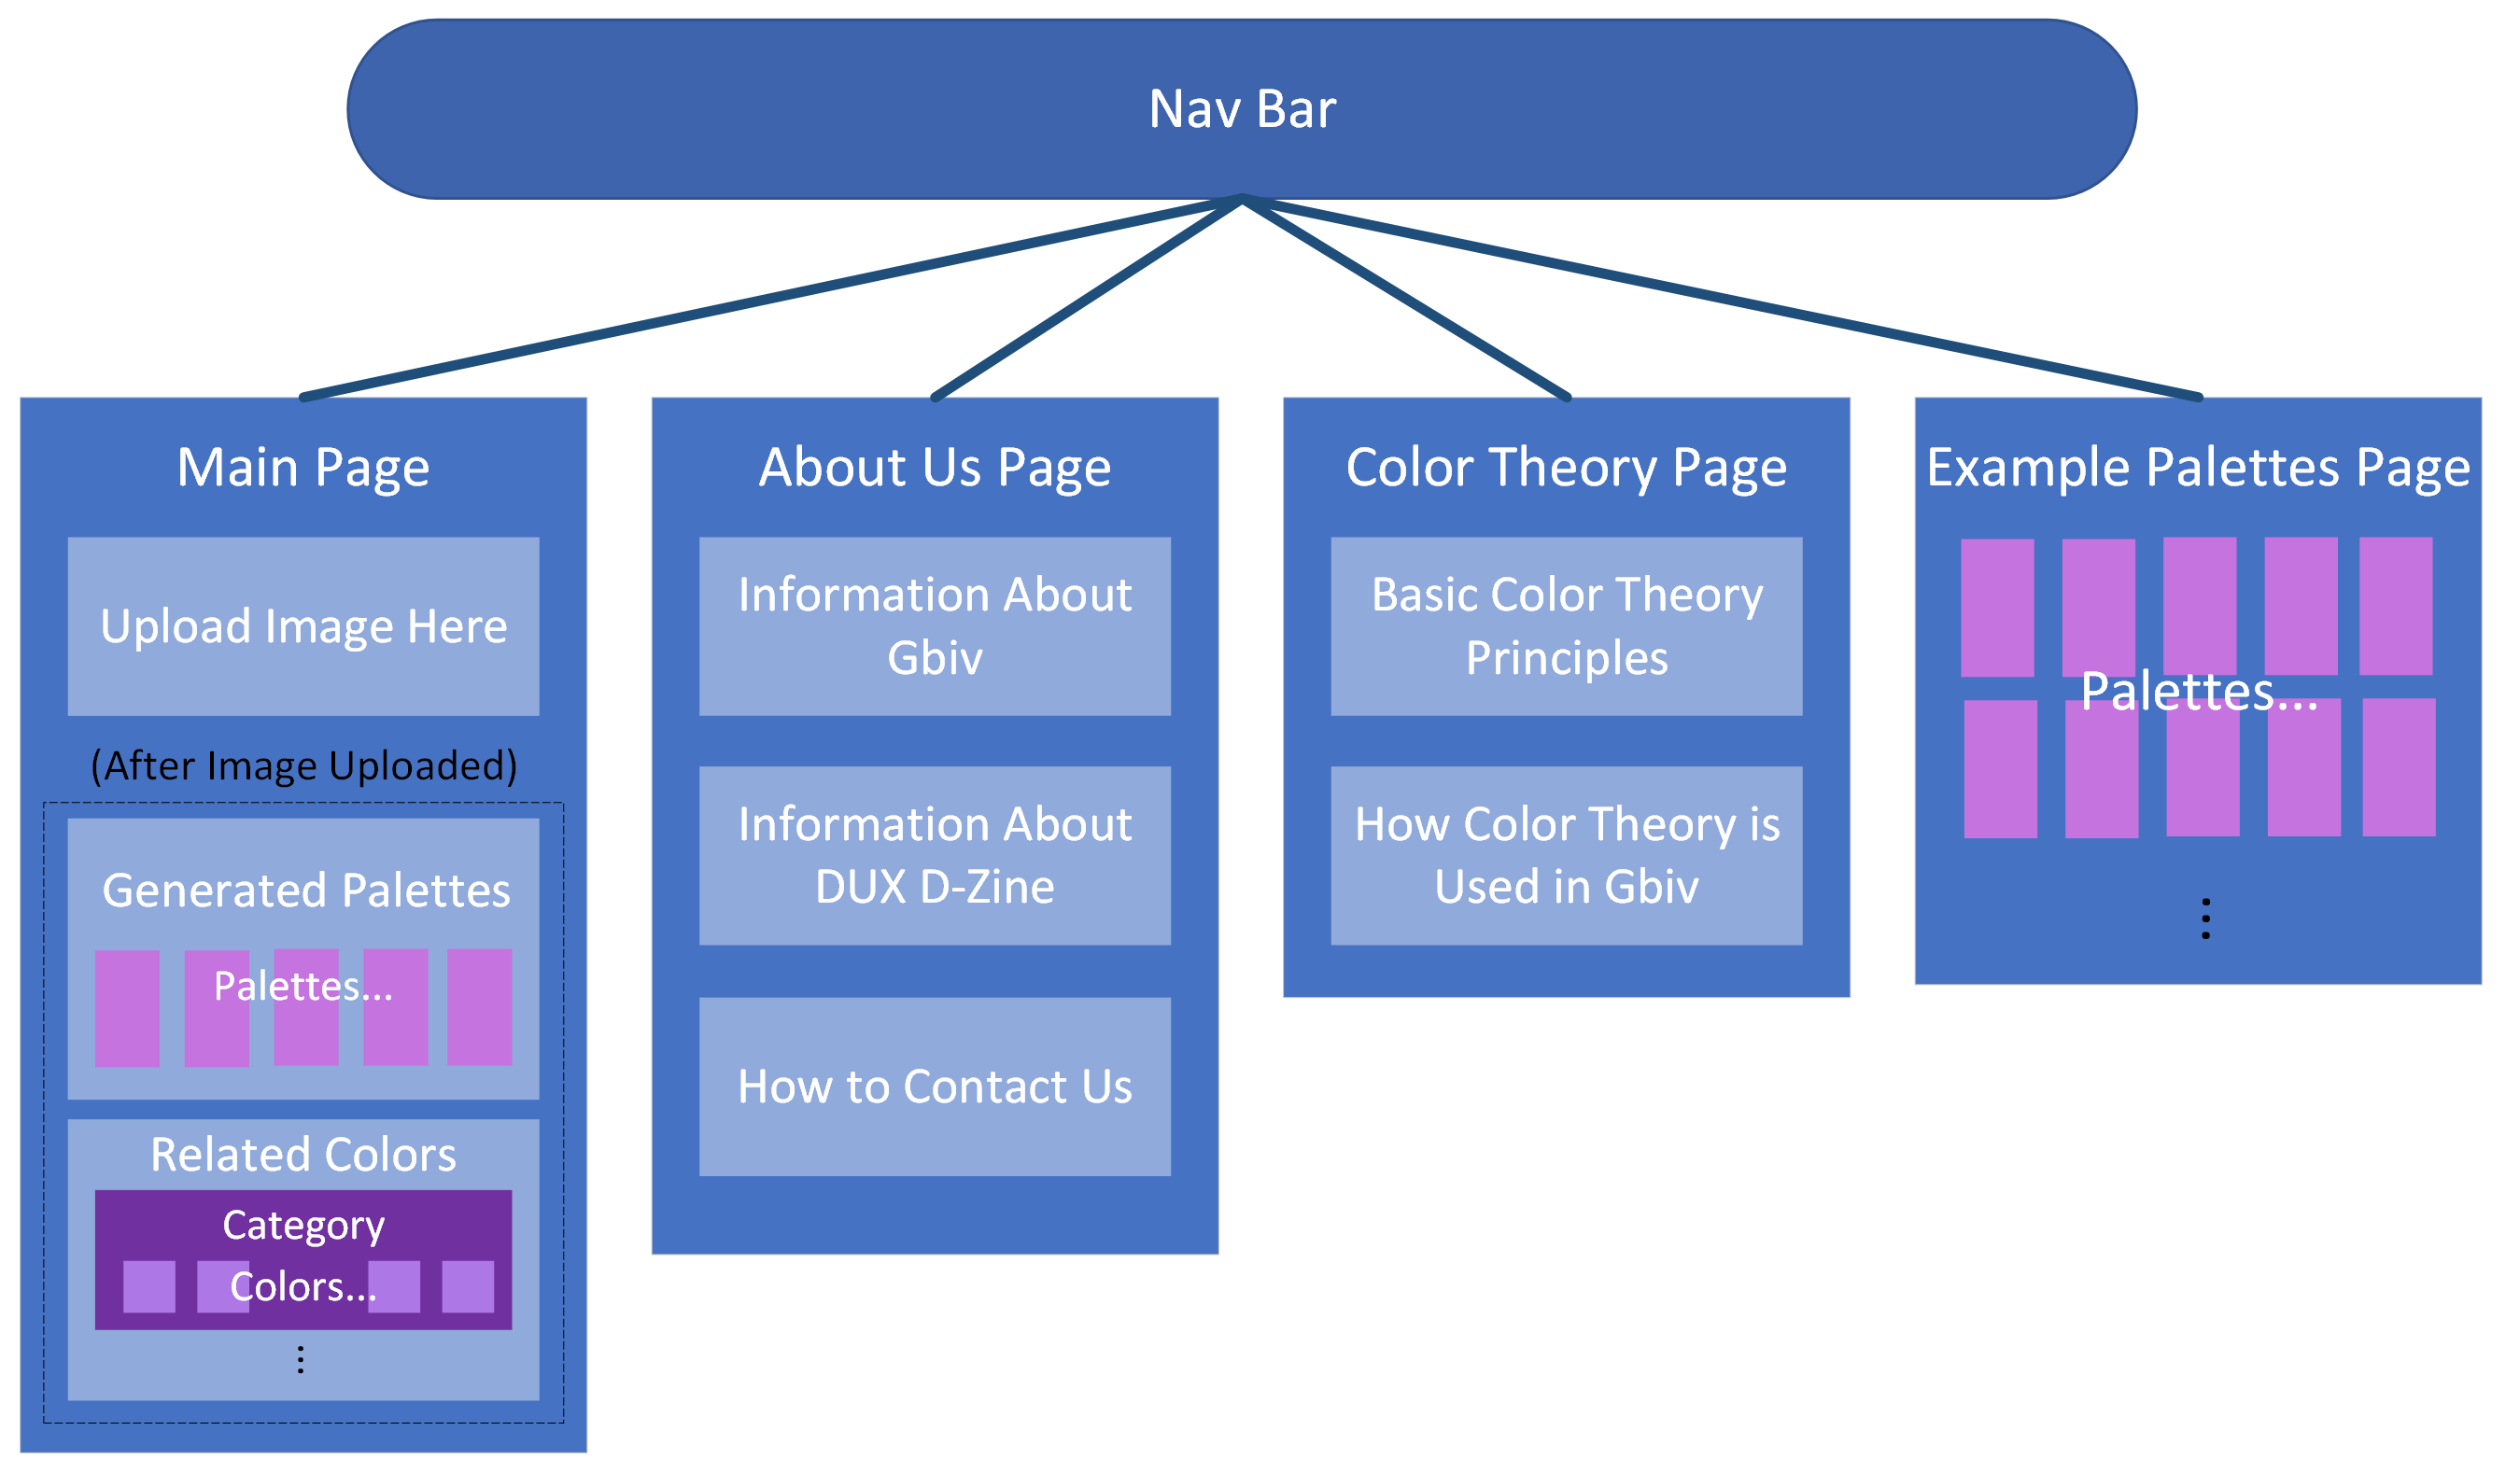 Nav Bar
Main Page
Upload Image Here
(After Image Uploaded)
Generated Palettes
Palettes...
Related Colors
Category
Colors...
About Us Page
Information About
Gbiv
Information About
DUX D-Zine
How to Contact Us
Color Theory Page
Basic Color Theory
Principles
How Color Theory is
Used in Gbiv
Example Palettes Page
Palettes...